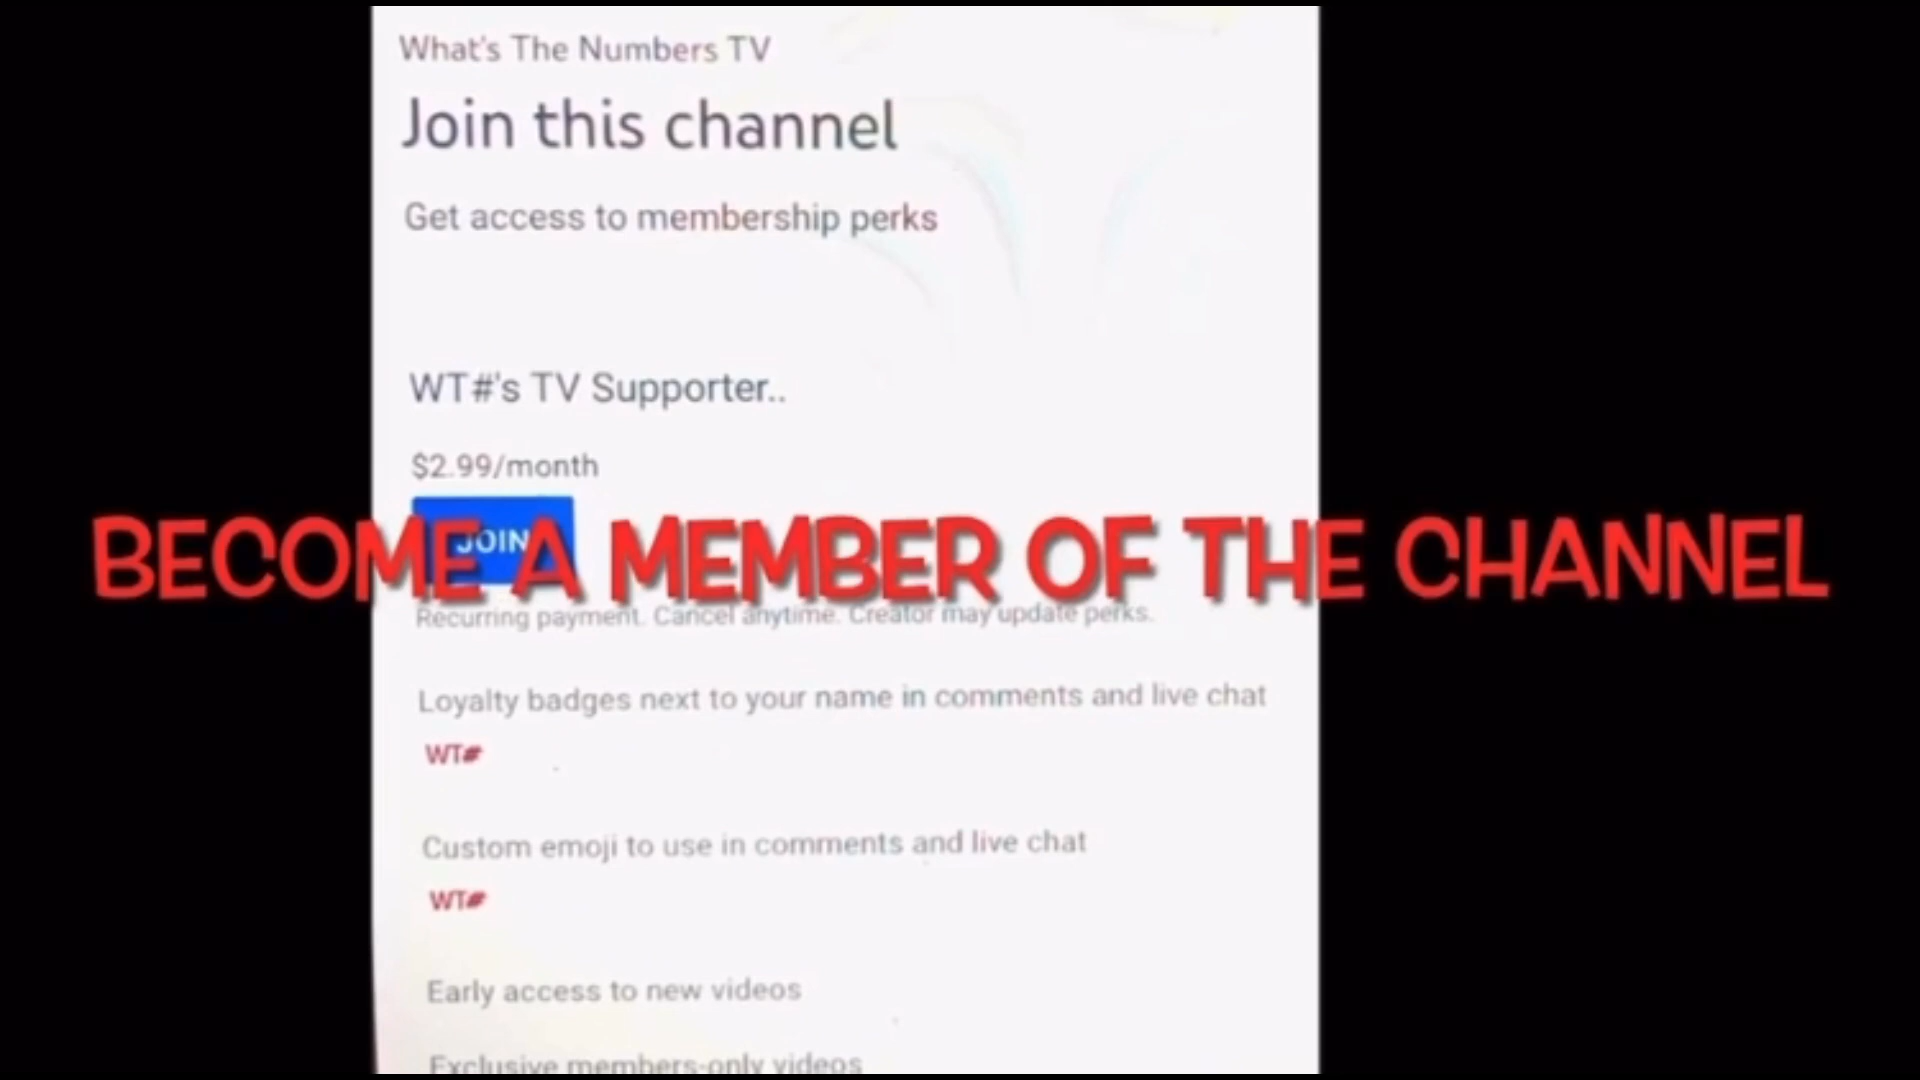 What's The Numbers TV
Join this channel
Get access to membership perks
WT#'s TV Supporter..
$2.99/month
JOIN
BECOME A MEMBER OF THE CHANNEL
Recurring payment. Cancel anytime. Creator may update perks.
Loyalty badges next to your name in comments and live chat
WT#
Custom emoji to use in comments and live chat
WT#
Early access to new videos
Exclusive members-only videos